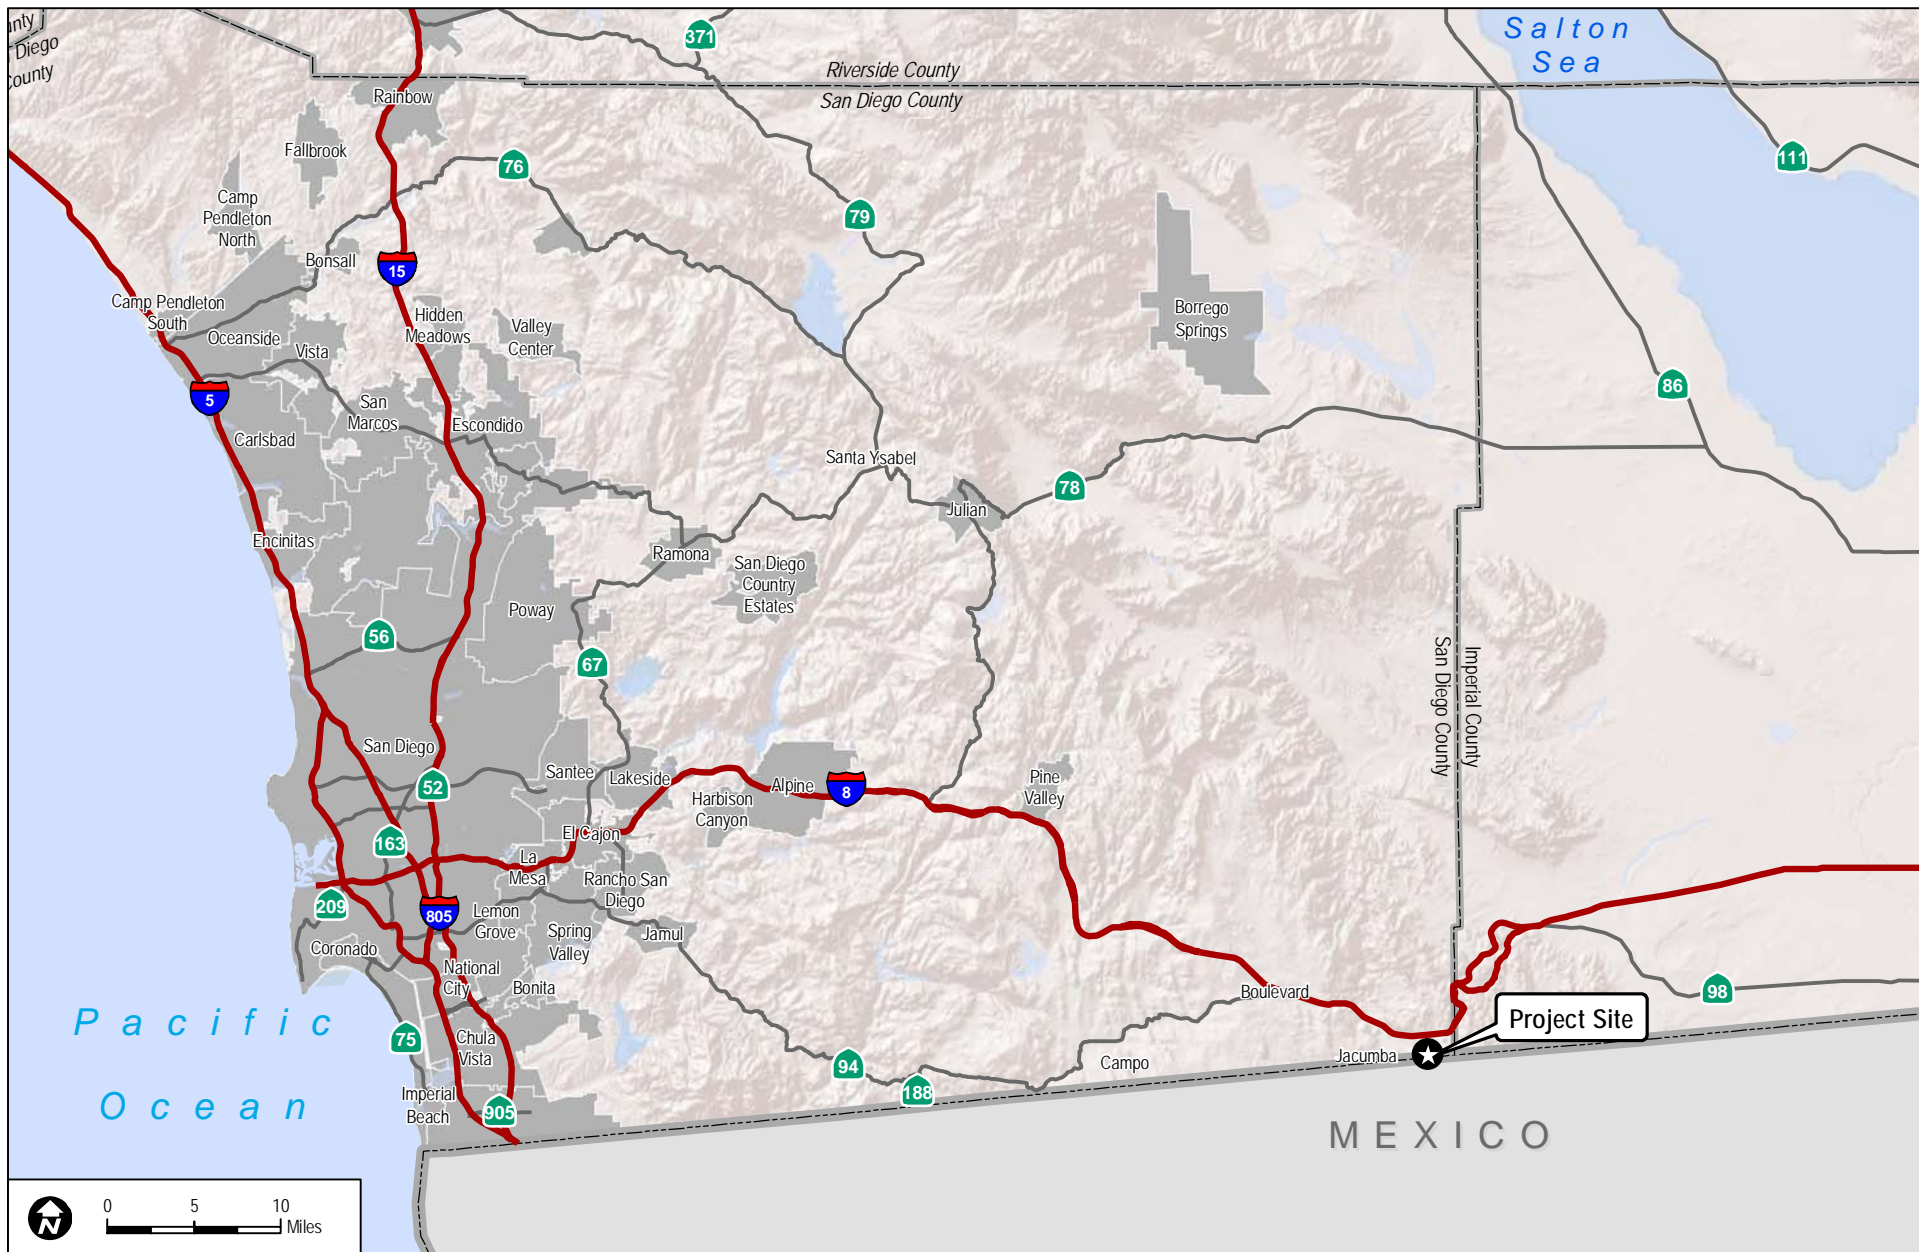 Salton
Sea
371
unty
Diego
County
Riverside County
San Diego County
Rainbow
Fallbrook
76
111
Camp
Pendleton
North
79
Bonsall
15
Camp Pendleton
South
Oceanside
Vista
Hidden
Meadows
Valley
Center
Borrego
Springs
5
86
San
Marcos
Carlsbad
Escondido
Santa Ysabel
78
Julian
Encinitas
Ramona
San Diego
Country
Estates
Poway
56
67
San Diego County
Imperial County
San Diego
Santee
Lakeside
52
Alpine
8
Harbison
Canyon
Pine
Valley
163
El Cajon
La
Mesa
Rancho San
Diego
209
805
Lemon
Grove
Spring
Valley
Jamul
Coronado
National
City
Bonita
Boulevard
98
Project Site
Pacific
Ocean
75
Chula
Vista
94
188
Campo
Jacumba
Imperial
Beach
905
MEXICO
N
0 5 10
Miles